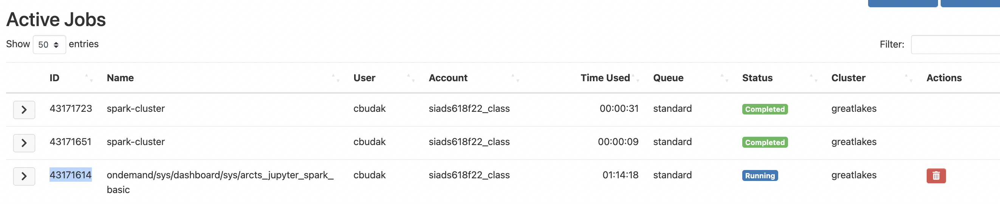 Active Jobs
Show 50 entries
Filter:
ID Name User Account Time Used Queue Status Cluster Actions
43171723 spark-cluster cbudak siads618f22_class 00:00:31 standard Completed greatlakes
43171651 spark-cluster cbudak siads618f22_class 00:00:09 standard Completed greatlakes
43171614 ondemand/sys/dashboard/sys/arcts_jupyter_spark_ cbudak siads618f22_class 01:14:18 standard Running greatlakes
basic